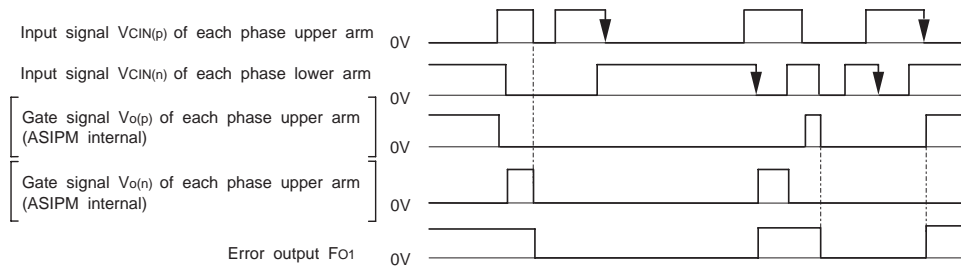 Input signal VCIN(p) of each phase upper arm
0V
Input signal VCIN(n) of each phase lower arm
0V
Gate signal Vo(p) of each phase upper arm
(ASIPM internal)
0V
Gate signal Vo(n) of each phase upper arm
(ASIPM internal)
0V
Error output FO1
0V